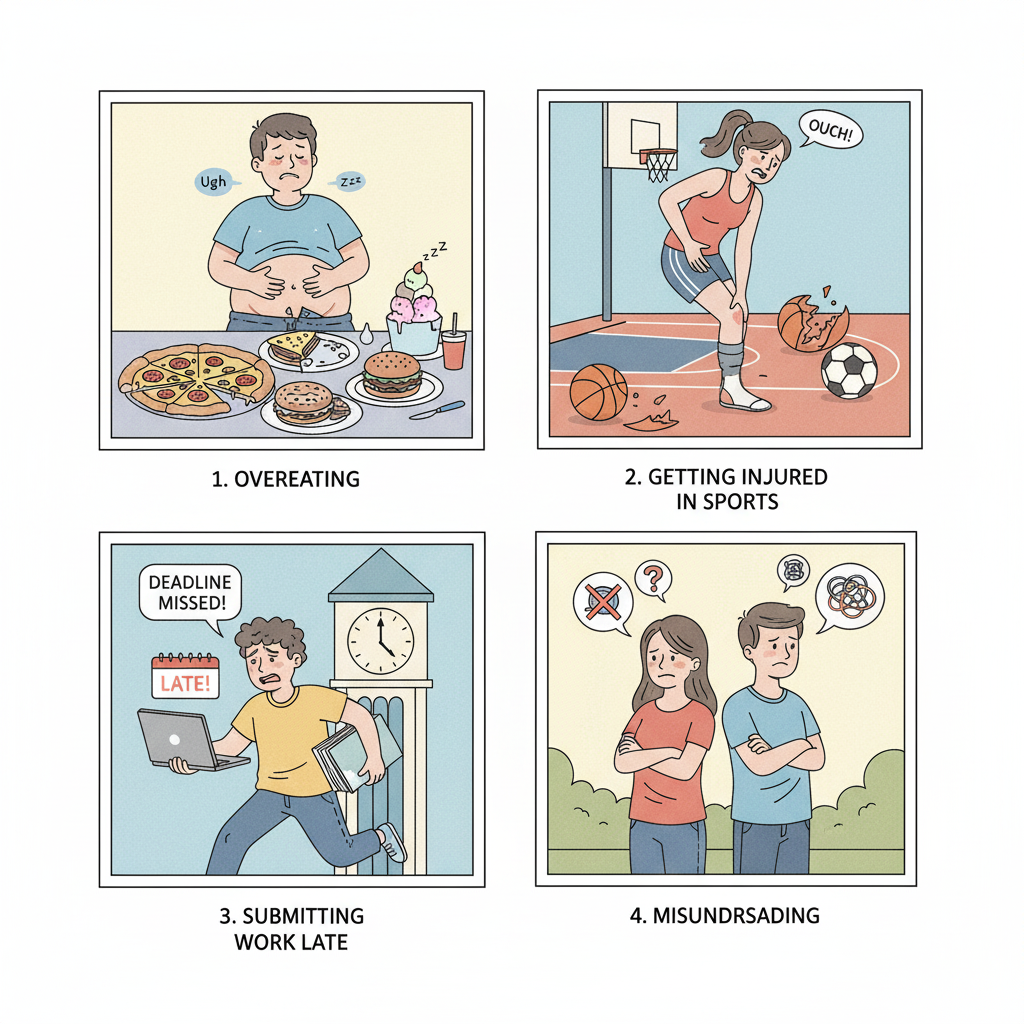 Ugh
Zzz
zzz
1. OVEREATING
OUCH!
2. GETTING INJURED
IN SPORTS
DEADLINE
MISSED!
LATE!
3. SUBMITTING
WORK LATE
?
4. MISUNDRSADING